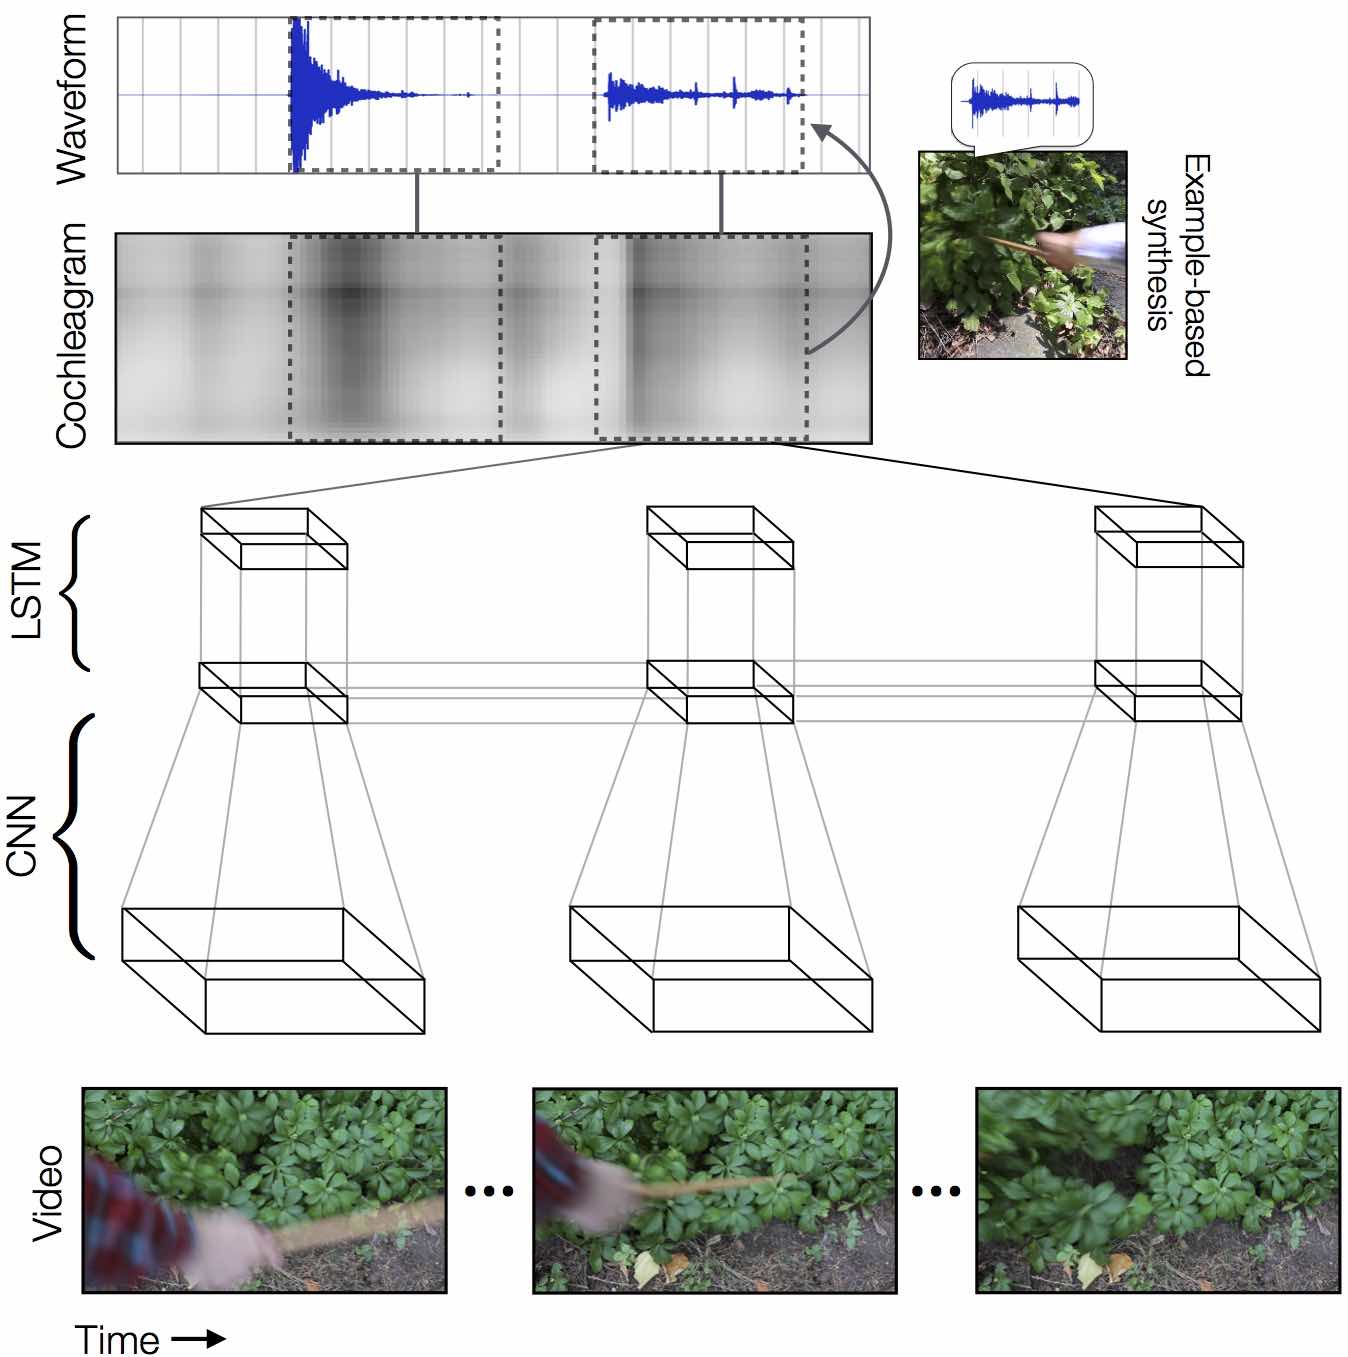 Waveform
Example-based
synthesis
Cochleagram
LSTM
CNN
Video
Time